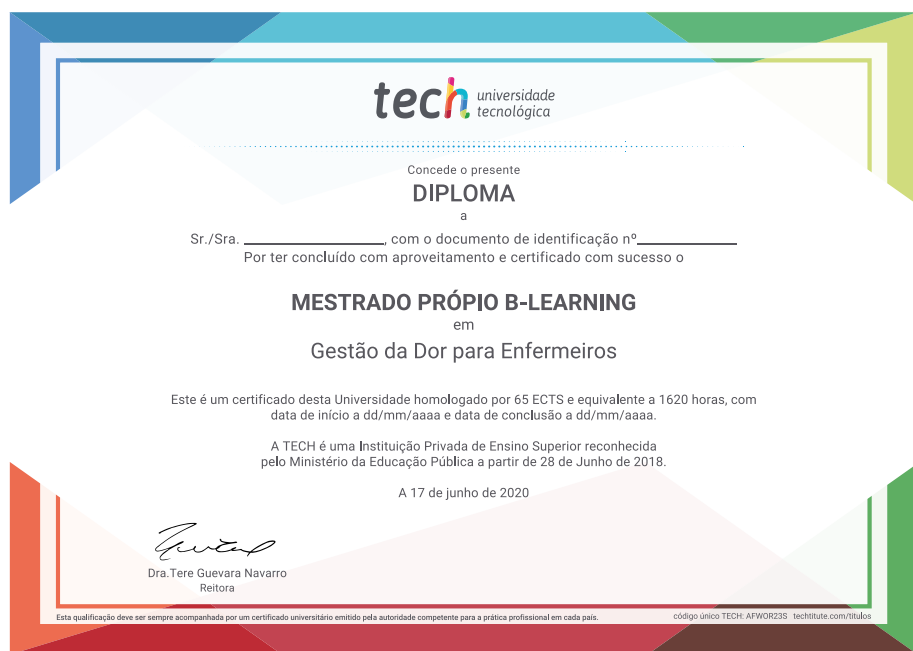 tech universidade
tecnológica
Concede o presente
DIPLOMA
a
Sr./Sra. ________________, com o documento de identificação nº____________
Por ter concluído com aproveitamento e certificado com sucesso o
MESTRADO PRÓPIO B-LEARNING
em
Gestão da Dor para Enfermeiros
Este é um certificado desta Universidade homologado por 65 ECTS e equivalente a 1620 horas, com
data de início a dd/mm/aaaa e data de conclusão a dd/mm/aaaa.
A TECH é uma Instituição Privada de Ensino Superior reconhecida
pelo Ministério da Educação Pública a partir de 28 de Junho de 2018.
A 17 de junho de 2020
Dra.Tere Guevara Navarro
Reitora
Esta qualificação deve ser sempre acompanhada por um certificado universitário emitido pela autoridade competente para a prática profissional em cada país.
código único TECH: AFWOR23S techtitute.com/titulos